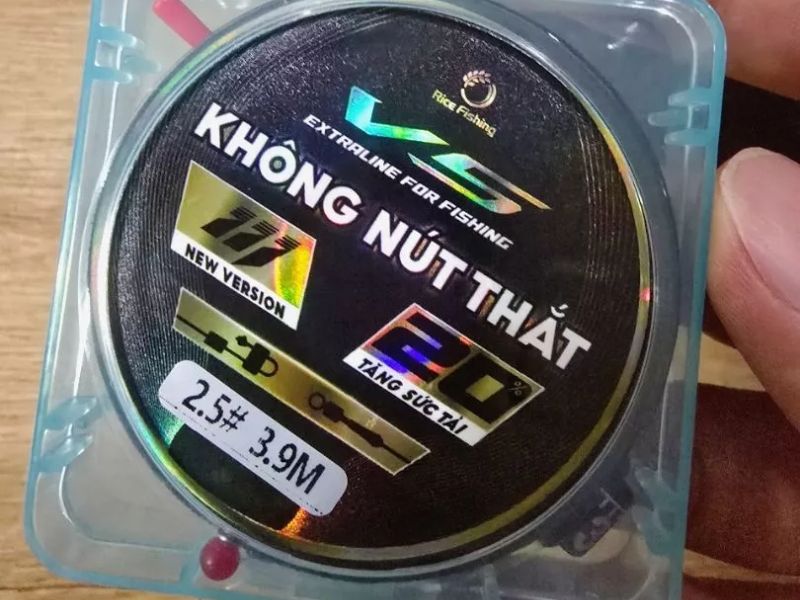 Rice Fishing
VS
EXTRALINE FOR FISHING
KHÔNG NÚT THẮT
NEW VERSION
20%
TĂNG SỨC TẢI
2.5# 3.9M